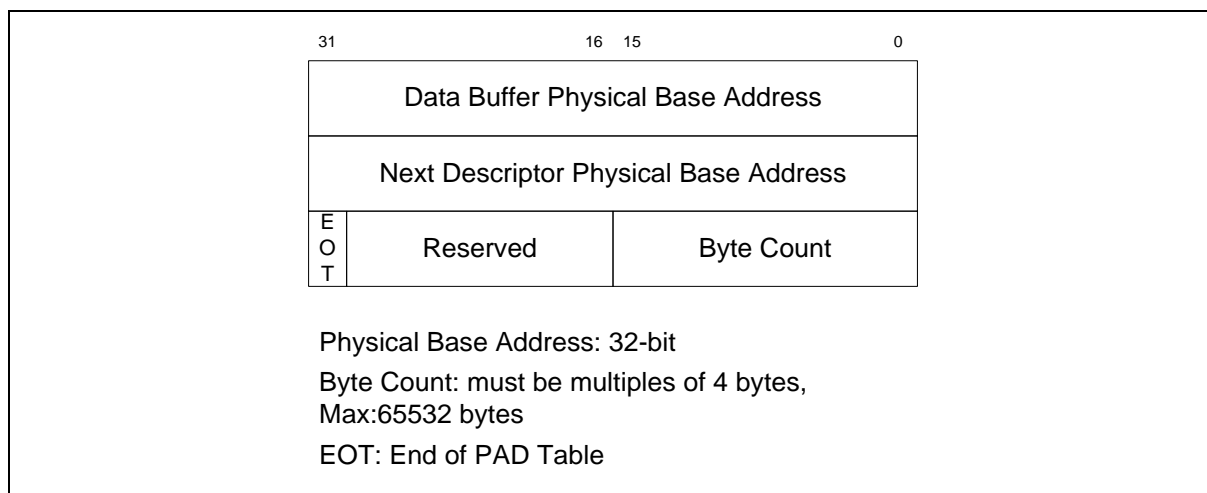 31 16 15 0
Data Buffer Physical Base Address
Next Descriptor Physical Base Address
E
O
T
Reserved Byte Count
Physical Base Address: 32-bit
Byte Count: must be multiples of 4 bytes,
Max:65532 bytes
EOT: End of PAD Table